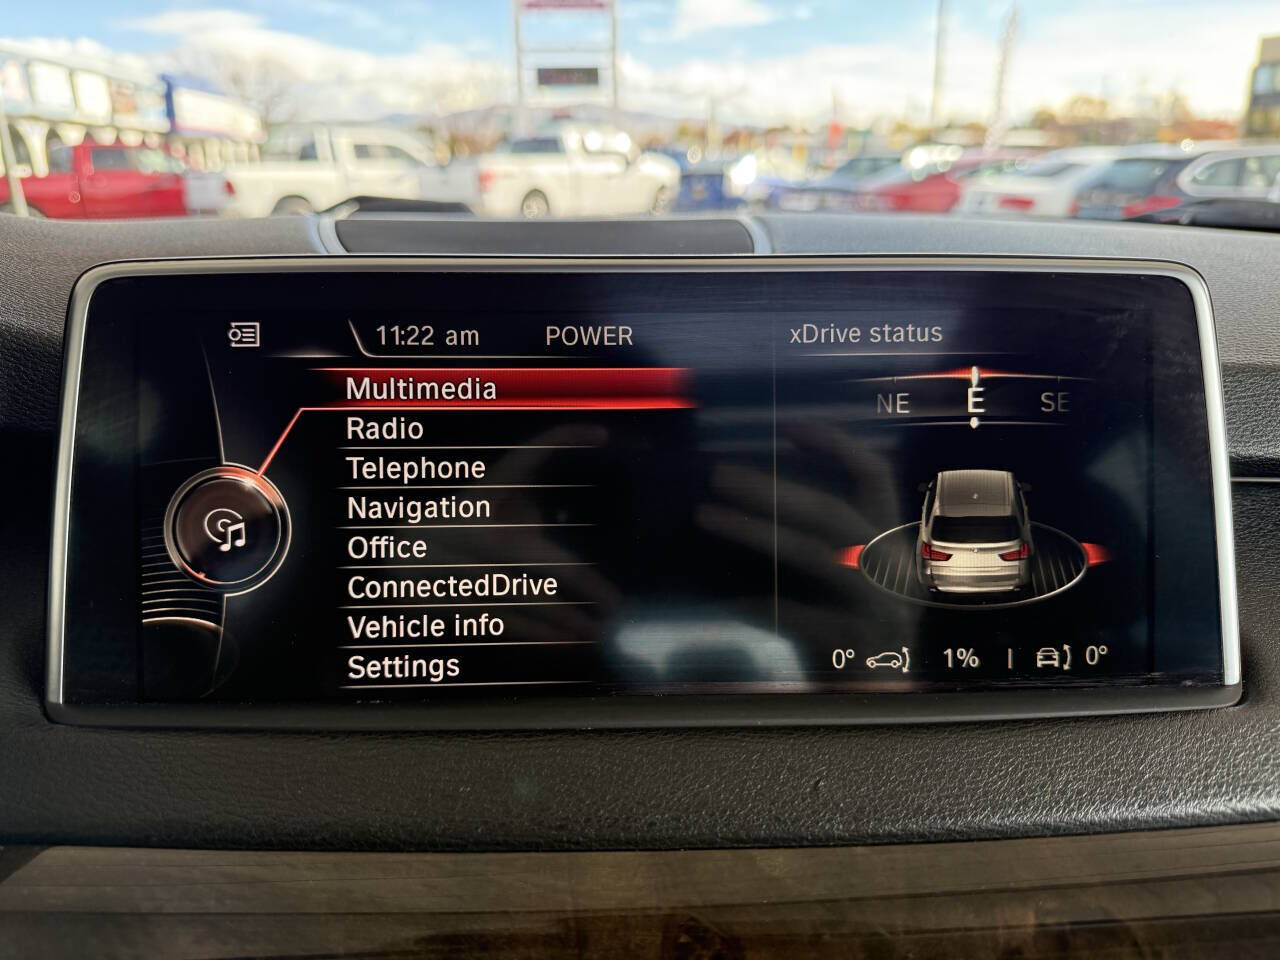 11:22 am POWER
xDrive status
Multimedia
Radio
Telephone
Navigation
Office
ConnectedDrive
Vehicle info
Settings
NE E SE
0° 1% | 0°